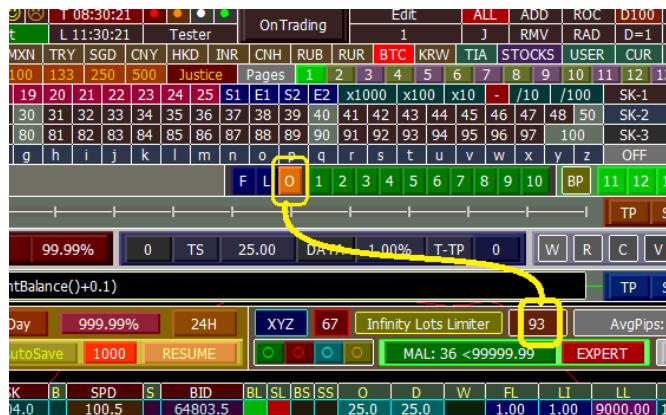 T 08:30:21 OnTrading Edit ALL ADD ROC D100
L 11:30:21 Tester 1 J RMV RAD D=1
MXN TRY SGD CNY HKD INR CNH RUB RUR BTC KRW TIA STOCKS USER CUR
100 133 250 500 Justice Pages 1 2 3 4 5 6 7 8 9 10 11 12
19 20 21 22 23 24 25 S1 E1 S2 E2 x1000 x100 x10 - /10 /100 SK-1
30 31 32 33 34 35 36 37 38 39 40 41 42 43 44 45 46 47 48 50 SK-2
80 81 82 83 84 85 86 87 88 89 90 91 92 93 94 95 96 97 100 SK-3
g h i j k l m n o p q r s t u v w x y z OFF
F L O 1 2 3 4 5 6 7 8 9 10 BP 11 12
TP
99.99% 0 TS 25.00 DATA 1.00% T-TP 0 W R C V
ntBalance()+0.1) TP
Day 999.99% 24H XYZ 67 Infinity Lots Limiter 93 AvgPips:
AutoSave 1000 RESUME O O O O MAL: 36 <99999.99 EXPERT
SK B SPD S BID BL SL BS SS O D W FL LI LL
04.0 100.5 64803.5 25.0 25.0 1.00 1.00 9000.00